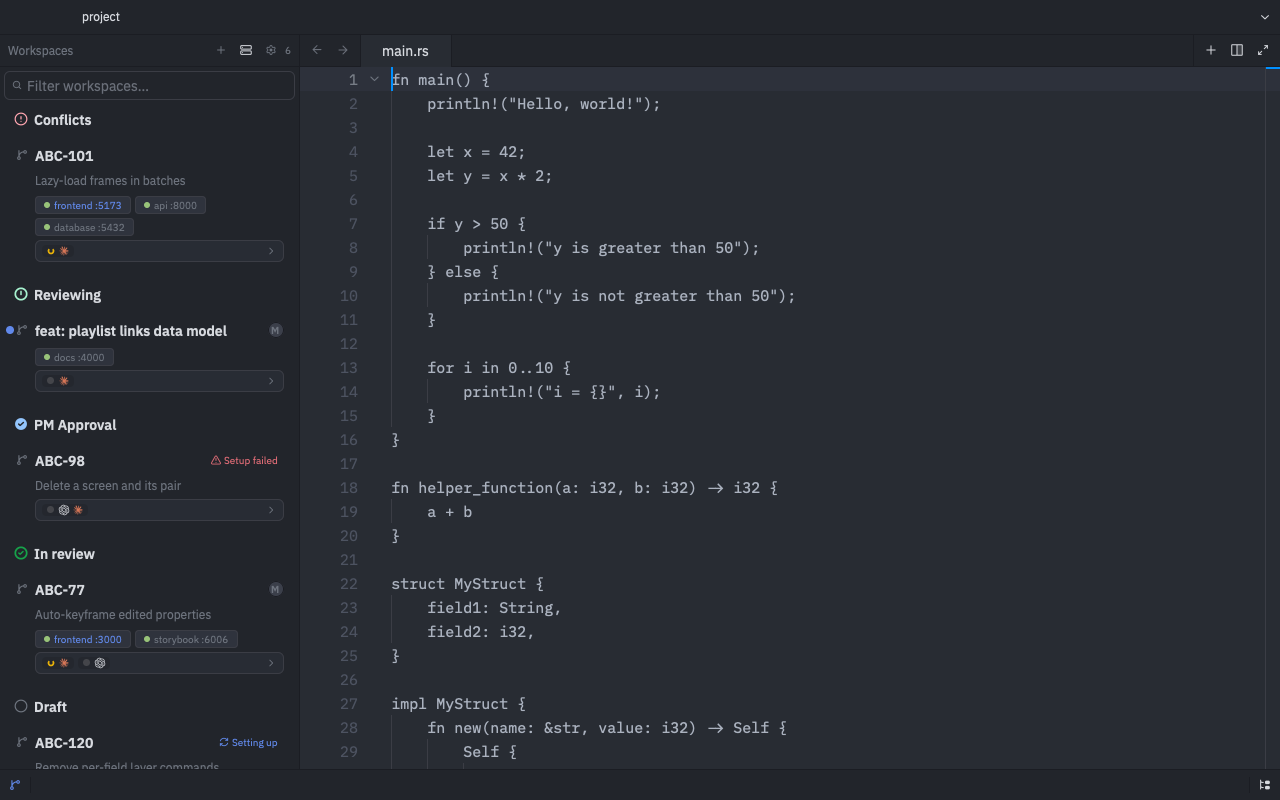 project
Workspaces
6
main.rs
Filter workspaces...
Conflicts
ABC-101
Lazy-load frames in batches
frontend :5173
api :8000
database :5432
Reviewing
feat: playlist links data model
M
docs :4000
PM Approval
ABC-98
Setup failed
Delete a screen and its pair
In review
ABC-77
M
Auto-keyframe edited properties
frontend :3000
storybook :6006
Draft
ABC-120
Setting up
Remove per-field layer commands
1 fn main() {
2     println!("Hello, world!");
3
4     let x = 42;
5     let y = x * 2;
6
7     if y > 50 {
8         println!("y is greater than 50");
9     } else {
10         println!("y is not greater than 50");
11     }
12
13     for i in 0..10 {
14         println!("i = {}", i);
15     }
16 }
17
18 fn helper_function(a: i32, b: i32) -> i32 {
19     a + b
20 }
21
22 struct MyStruct {
23     field1: String,
24     field2: i32,
25 }
26
27 impl MyStruct {
28     fn new(name: &str, value: i32) -> Self {
29         Self {